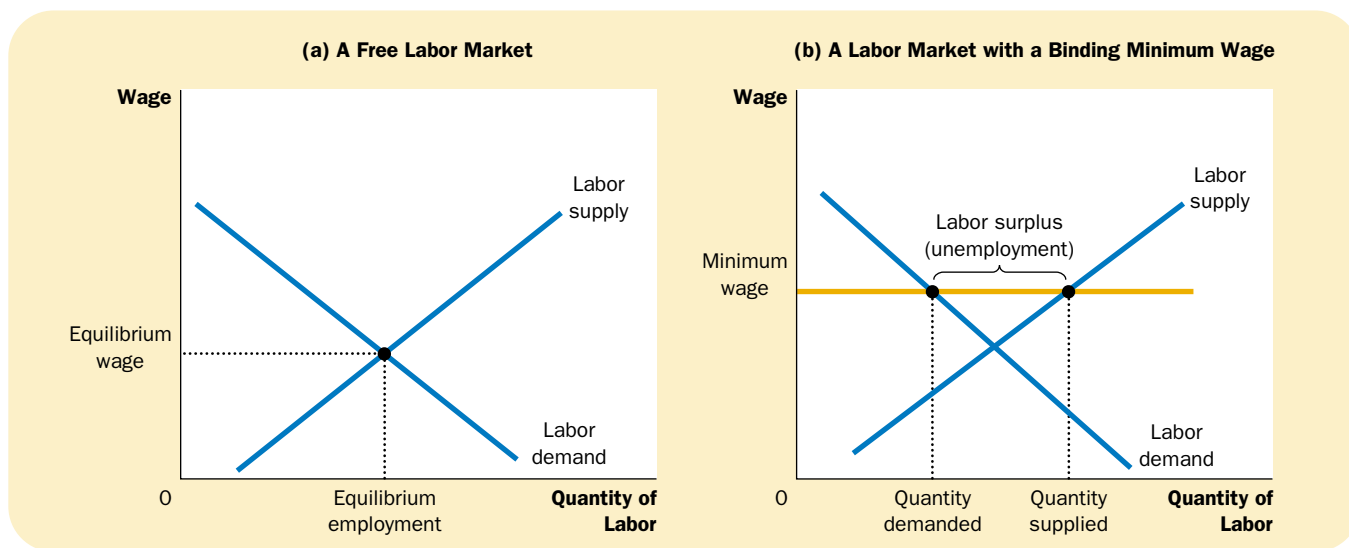 (a) A Free Labor Market
Wage
Labor
supply
Equilibrium
wage
Labor
demand
0
Equilibrium
employment
Quantity of
Labor
(b) A Labor Market with a Binding Minimum Wage
Wage
Labor
supply
Labor surplus
(unemployment)
Minimum
wage
Labor
demand
0
Quantity
demanded
Quantity
supplied
Quantity of
Labor